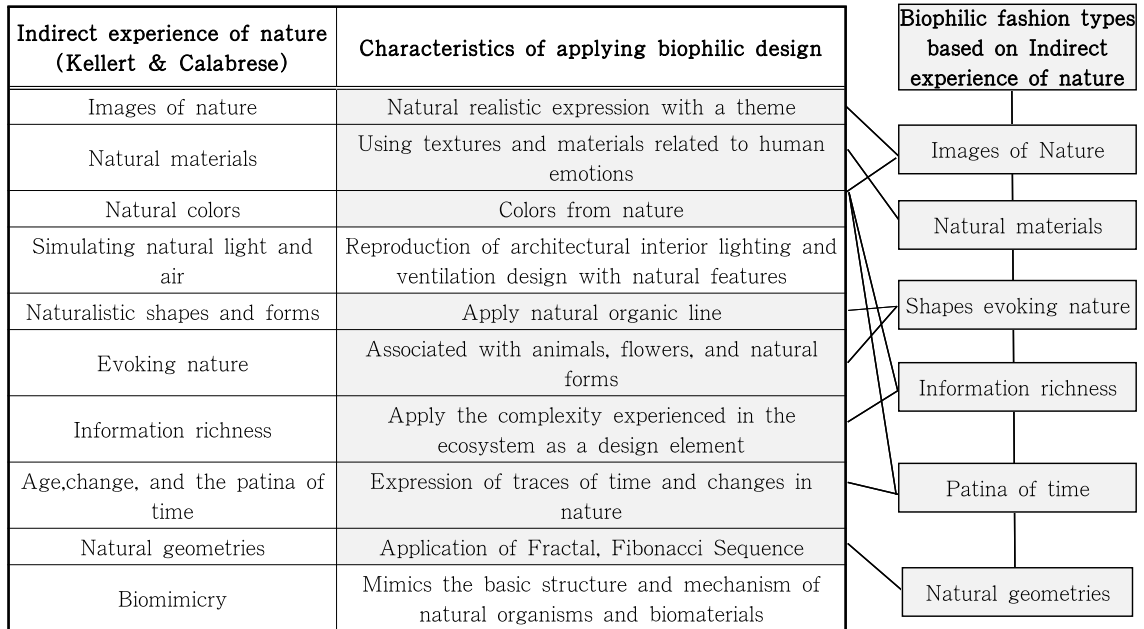 Indirect experience of nature
(Kellert & Calabrese)
Characteristics of applying biophilic design
Images of nature
Natural realistic expression with a theme
Natural materials
Using textures and materials related to human
emotions
Natural colors
Colors from nature
Simulating natural light and
air
Reproduction of architectural interior lighting and
ventilation design with natural features
Naturalistic shapes and forms
Apply natural organic line
Evoking nature
Associated with animals, flowers, and natural
forms
Information richness
Apply the complexity experienced in the
ecosystem as a design element
Age,change, and the patina of
time
Expression of traces of time and changes in
nature
Natural geometries
Application of Fractal, Fibonacci Sequence
Biomimicry
Mimics the basic structure and mechanism of
natural organisms and biomaterials
Biophilic fashion types
based on Indirect
experience of nature
Images of Nature
Natural materials
Shapes evoking nature
Information richness
Patina of time
Natural geometries